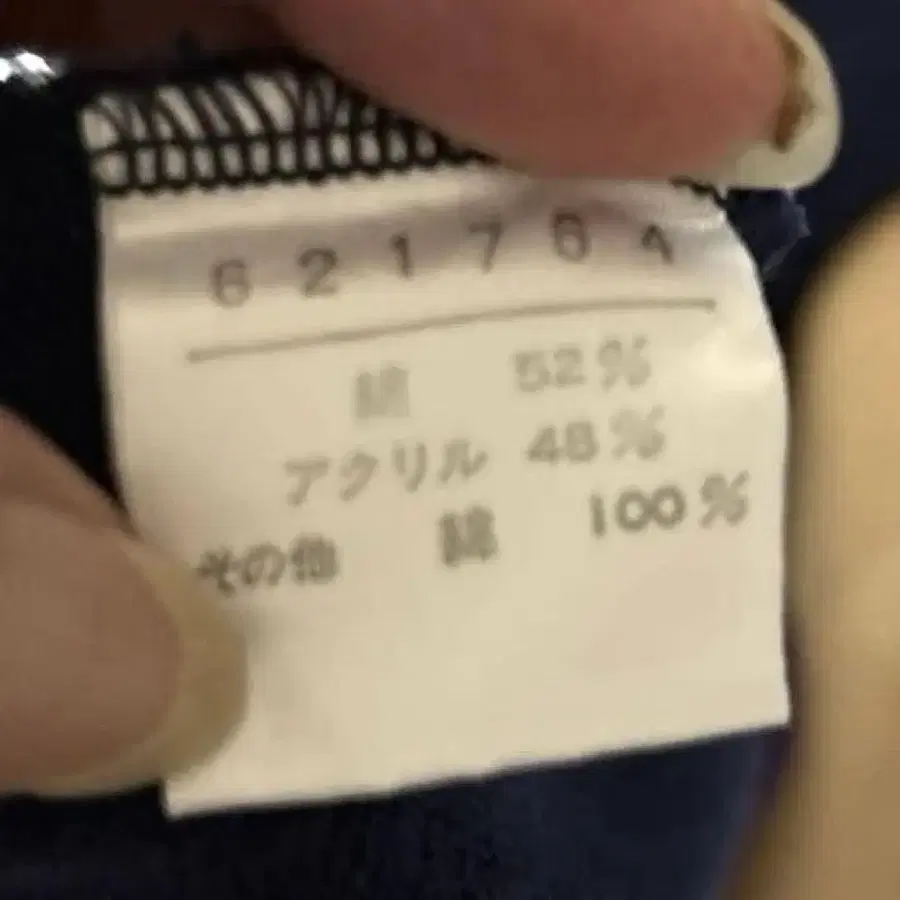 621764
綿 52%
アクリル 48%
その他 綿 100%